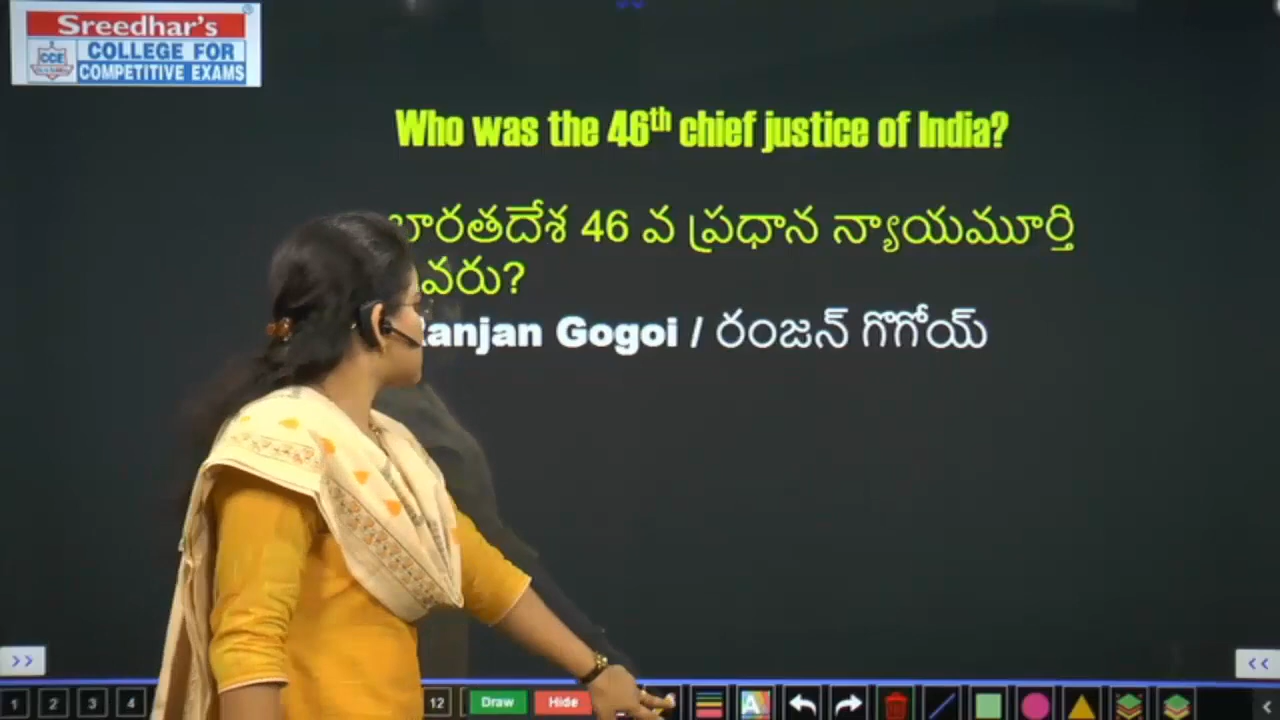 Sreedhar's
CCE
COLLEGE FOR
COMPETITIVE EXAMS
Who was the 46th chief justice of India?
భారతదేశ 46 వ ప్రధాన న్యాయమూర్తి
వరు?
Ranjan Gogoi / రంజన్ గొగోయ్
>>
<<
1 2 3 4 12 Draw Hide A
<